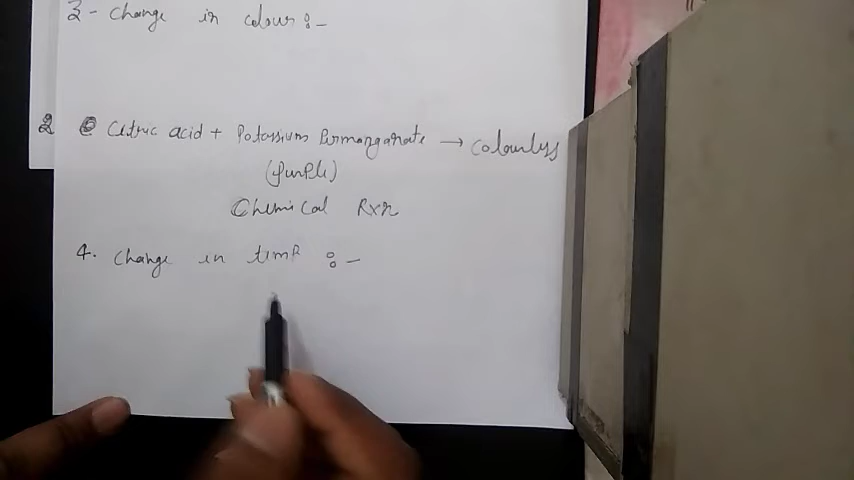 3- Change in colour :-
2 Citric acid + Potassium Permanganate → Colourless
(Purple)
Chemical Rxn
4. Change in temp :-